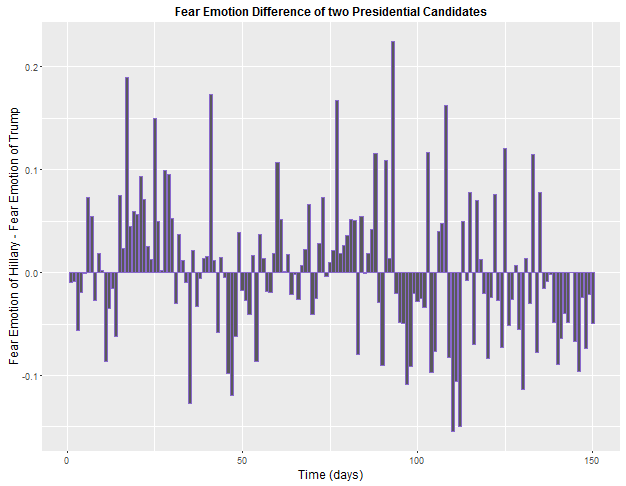 Fear Emotion Difference of two Presidential Candidates
Fear Emotion of Hillary - Fear Emotion of Trump
0.2
0.1
0.0
-0.1
0
50
100
150
Time (days)